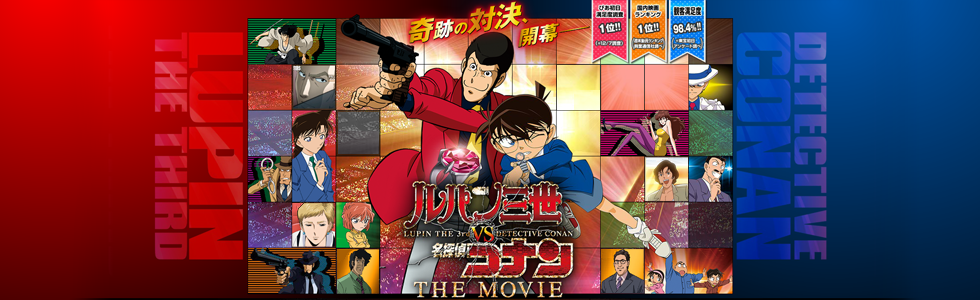 LUPIN
THE THIRD
奇跡の対決、
開幕
ぴあ初日
満足度調査
1位!!
国内映画
ランキング
1位!!
観客満足度
98.4%!!
ルパン三世
LUPIN THE 3rd VS DETECTIVE CONAN
名探偵
コナン
THE MOVIE
DETECTIVE
CONAN